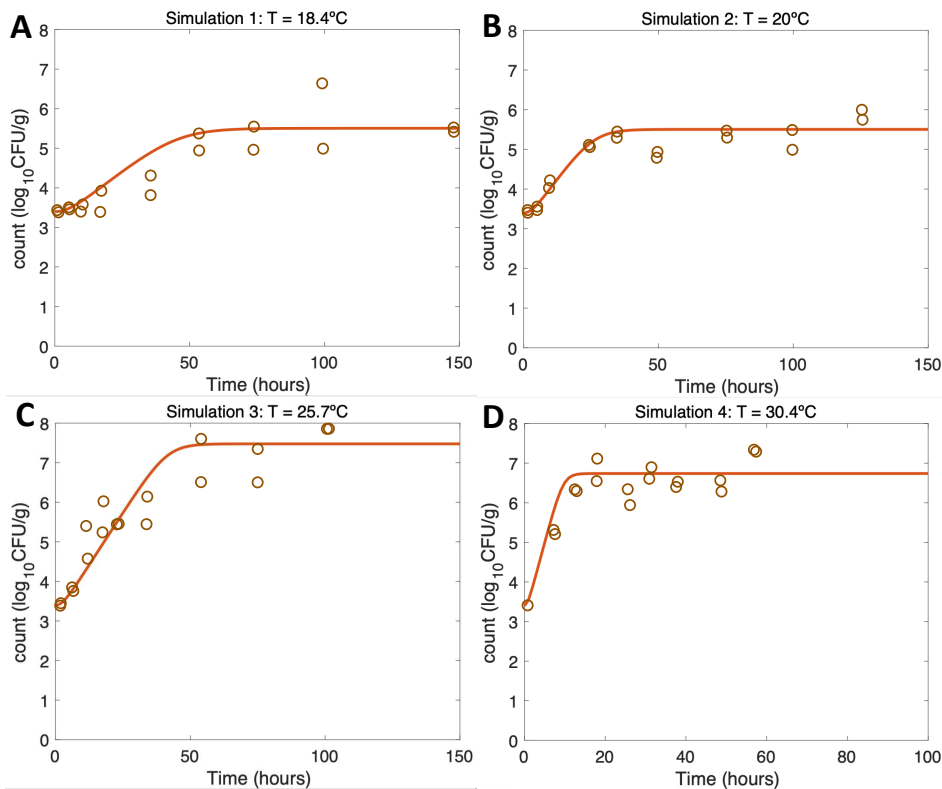 A
Simulation 1: T = 18.4ºC
8
7
6
5
4
3
2
1
0
count (log10CFU/g)
0 50 100 150
Time (hours)
B
Simulation 2: T = 20ºC
8
7
6
5
4
3
2
1
0
count (log10CFU/g)
0 50 100 150
Time (hours)
C
Simulation 3: T = 25.7ºC
8
7
6
5
4
3
2
1
0
count (log10CFU/g)
0 50 100 150
Time (hours)
D
Simulation 4: T = 30.4ºC
8
7
6
5
4
3
2
1
0
count (log10CFU/g)
0 20 40 60 80 100
Time (hours)